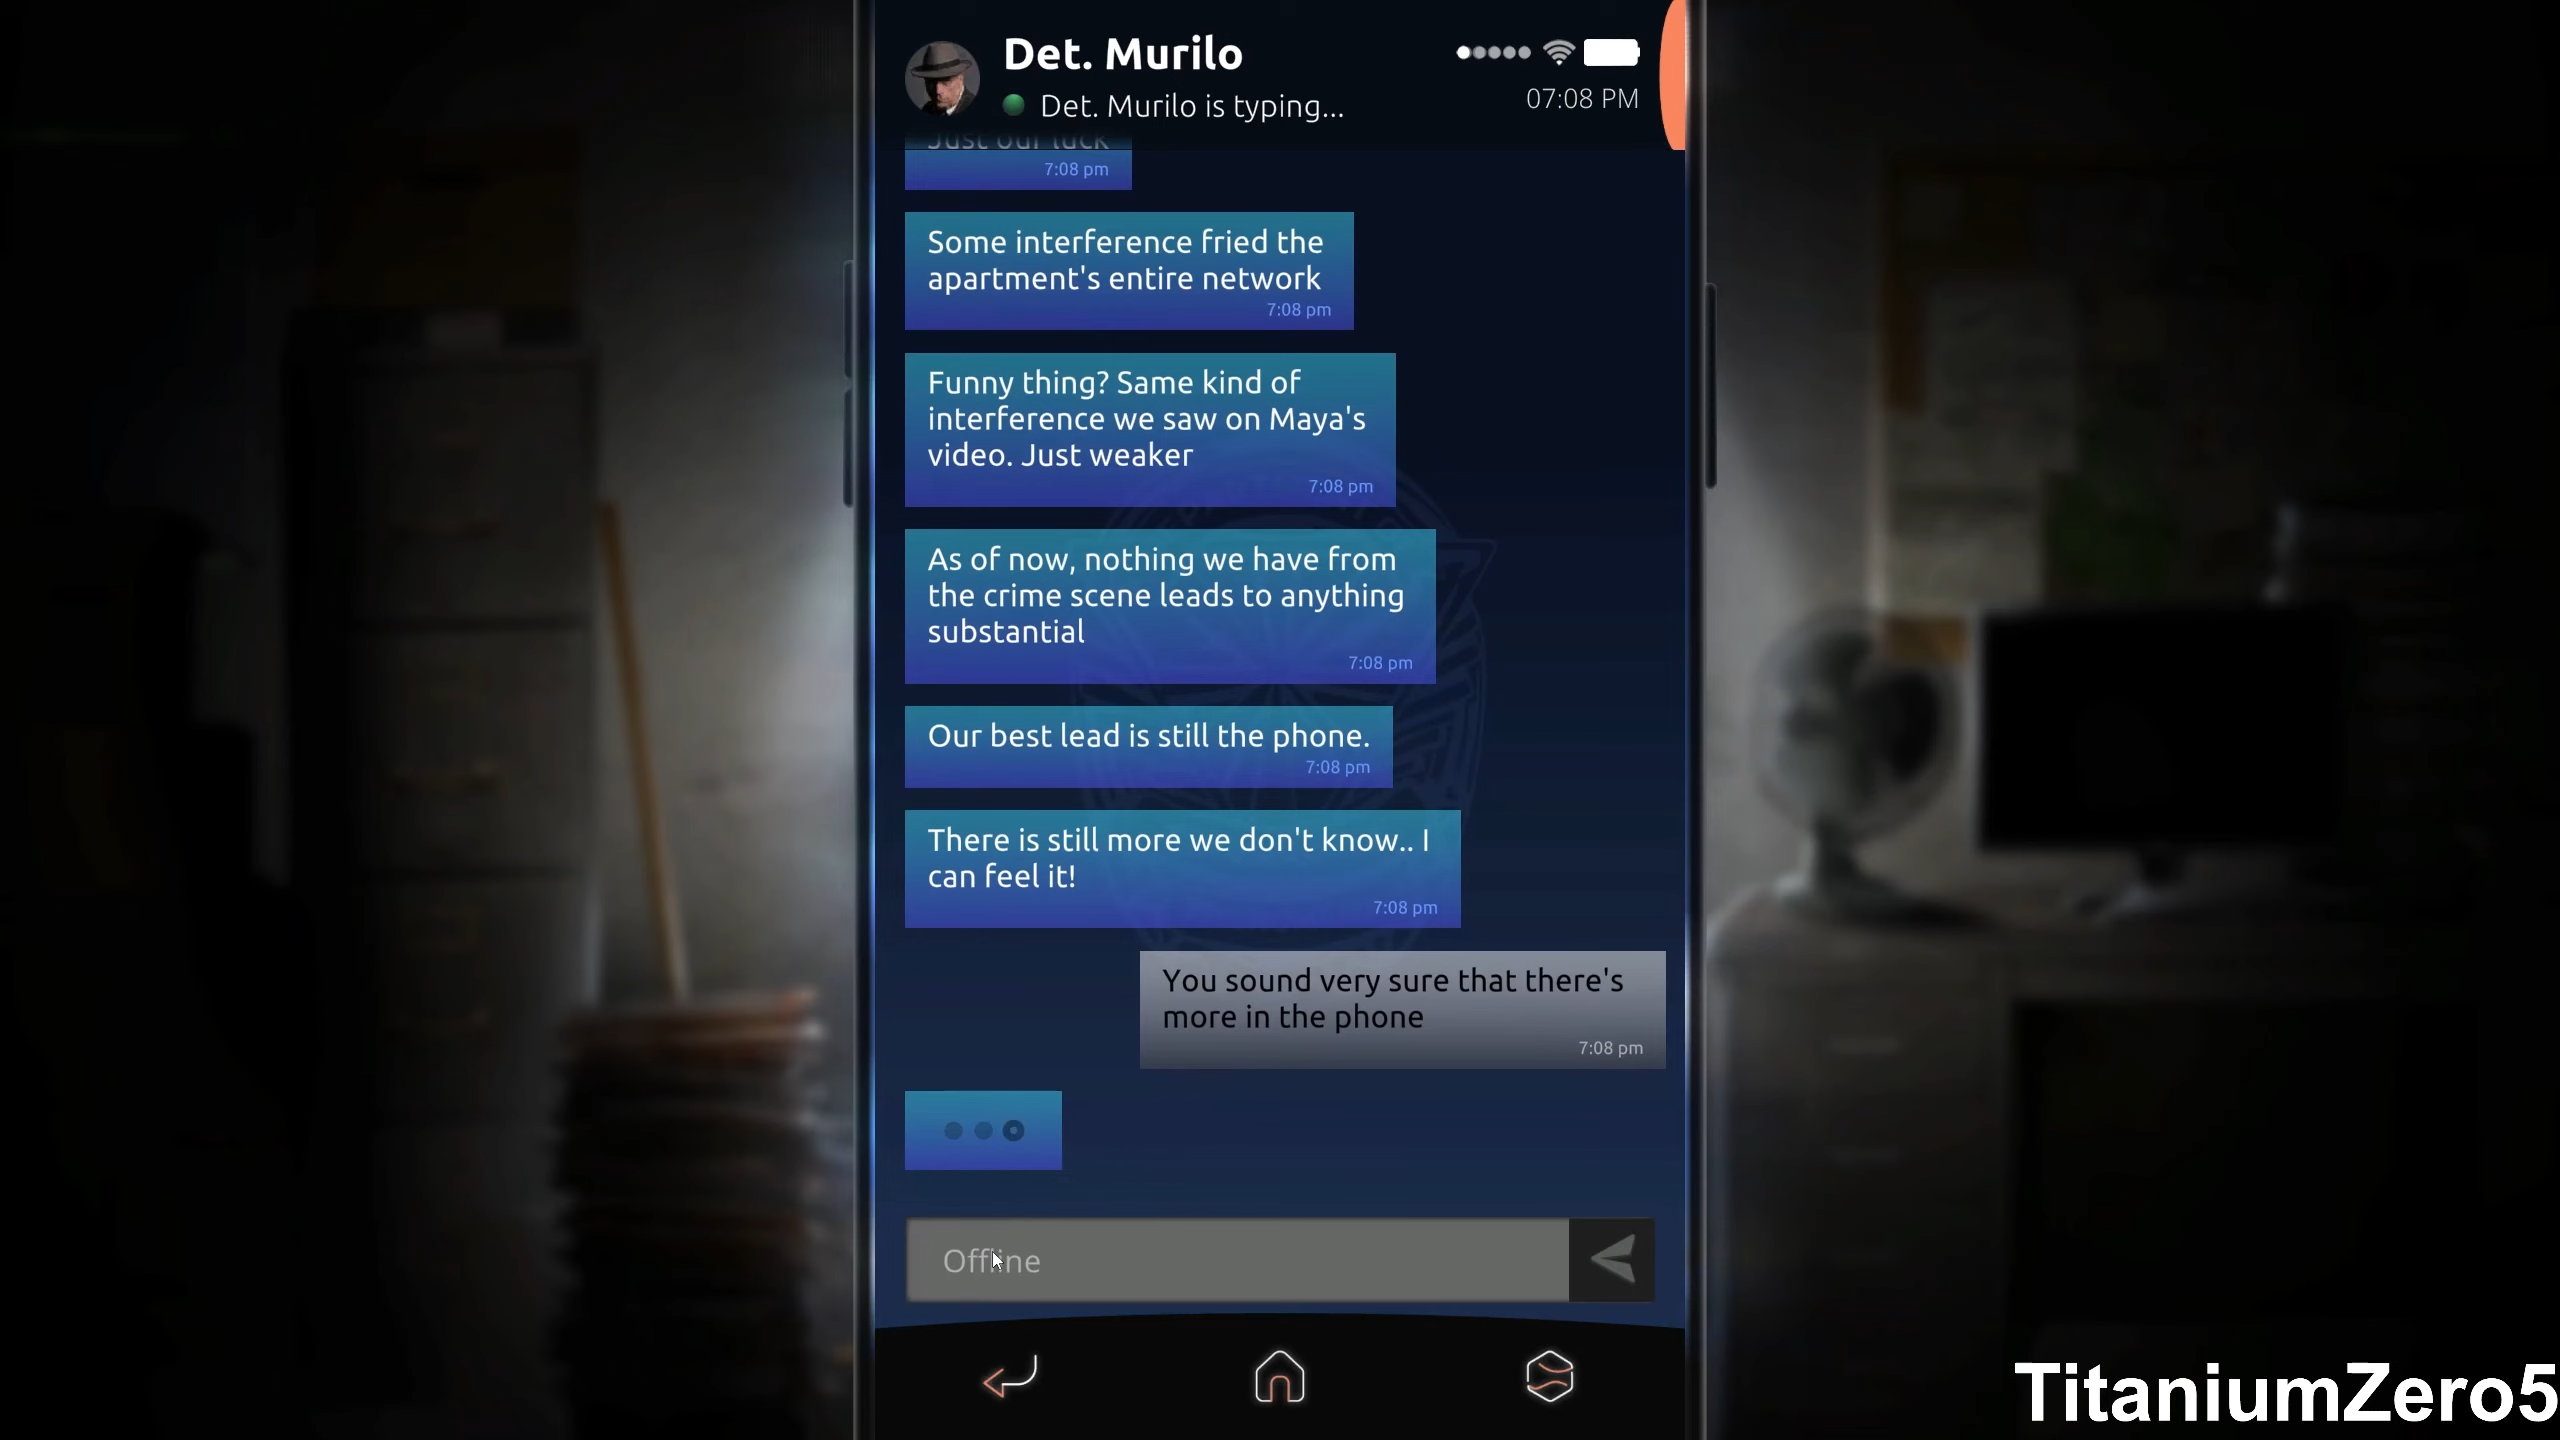 Det. Murilo
Det. Murilo is typing...
07:08 PM
Just our luck
7:08 pm
Some interference fried the
apartment's entire network
7:08 pm
Funny thing? Same kind of
interference we saw on Maya's
video. Just weaker
7:08 pm
As of now, nothing we have from
the crime scene leads to anything
substantial
7:08 pm
Our best lead is still the phone.
7:08 pm
There is still more we don't know.. I
can feel it!
7:08 pm
You sound very sure that there's
more in the phone
7:08 pm
Offline
TitaniumZero5